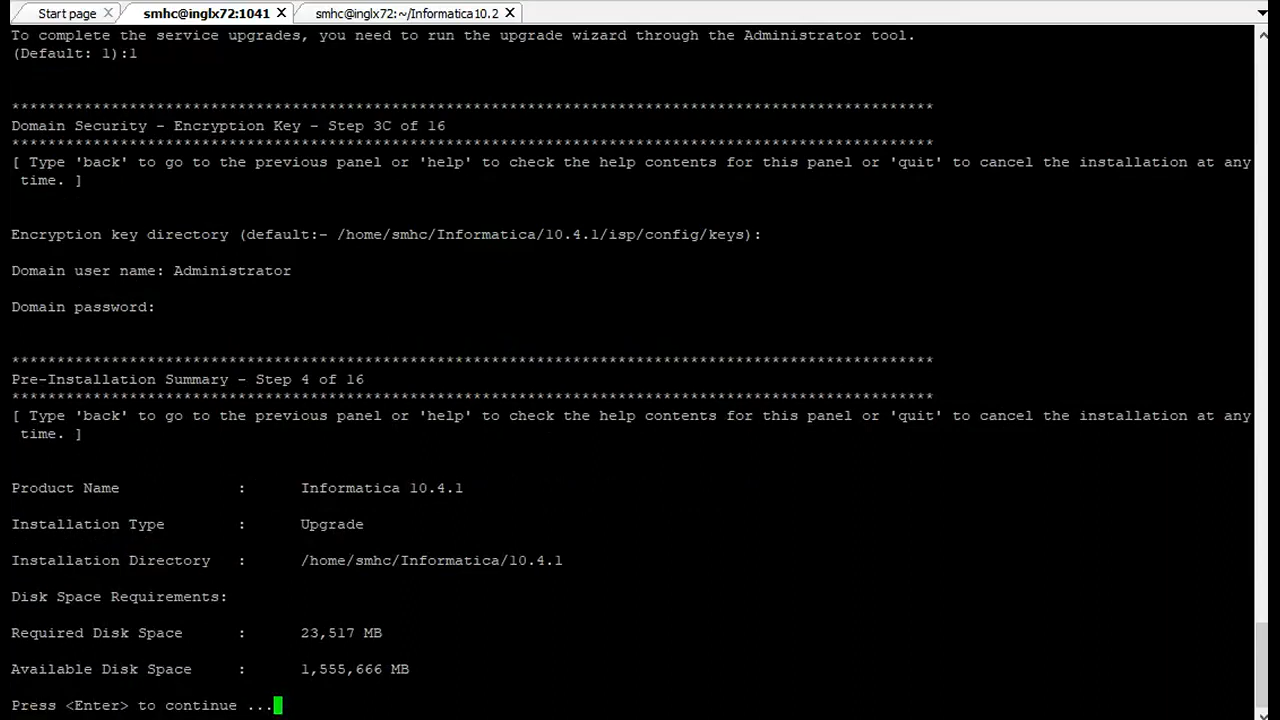 Start page
smhc@inglx72:1041
smhc@inglx72:~/Informatica10.2
To complete the service upgrades, you need to run the upgrade wizard through the Administrator tool.
(Default: 1):1
********************************************************************************************************
Domain Security - Encryption Key - Step 3C of 16
********************************************************************************************************
[ Type 'back' to go to the previous panel or 'help' to check the help contents for this panel or 'quit' to cancel the installation at any
time. ]
Encryption key directory (default:- /home/smhc/Informatica/10.4.1/isp/config/keys):
Domain user name: Administrator
Domain password:
********************************************************************************************************
Pre-Installation Summary - Step 4 of 16
********************************************************************************************************
[ Type 'back' to go to the previous panel or 'help' to check the help contents for this panel or 'quit' to cancel the installation at any
time. ]
Product Name : Informatica 10.4.1
Installation Type : Upgrade
Installation Directory : /home/smhc/Informatica/10.4.1
Disk Space Requirements:
Required Disk Space : 23,517 MB
Available Disk Space : 1,555,666 MB
Press <Enter> to continue ...